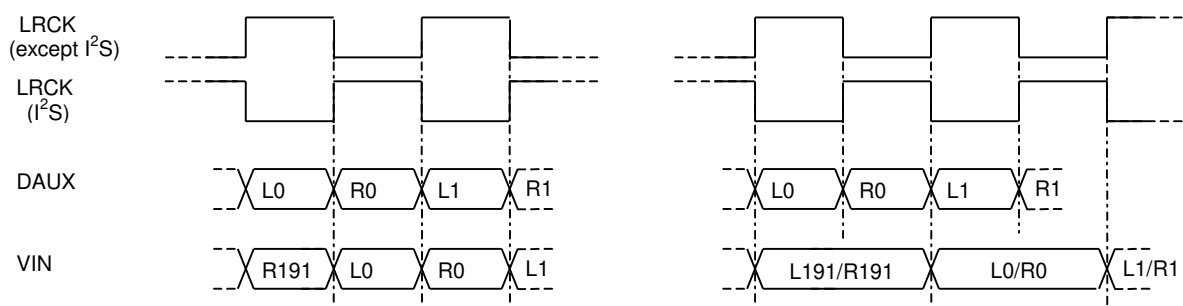 LRCK
(except I²S)
LRCK
(I²S)
DAUX L0 R0 L1 R1 L0 R0 L1 R1
VIN R191 L0 R0 L1 L191/R191 L0/R0 L1/R1